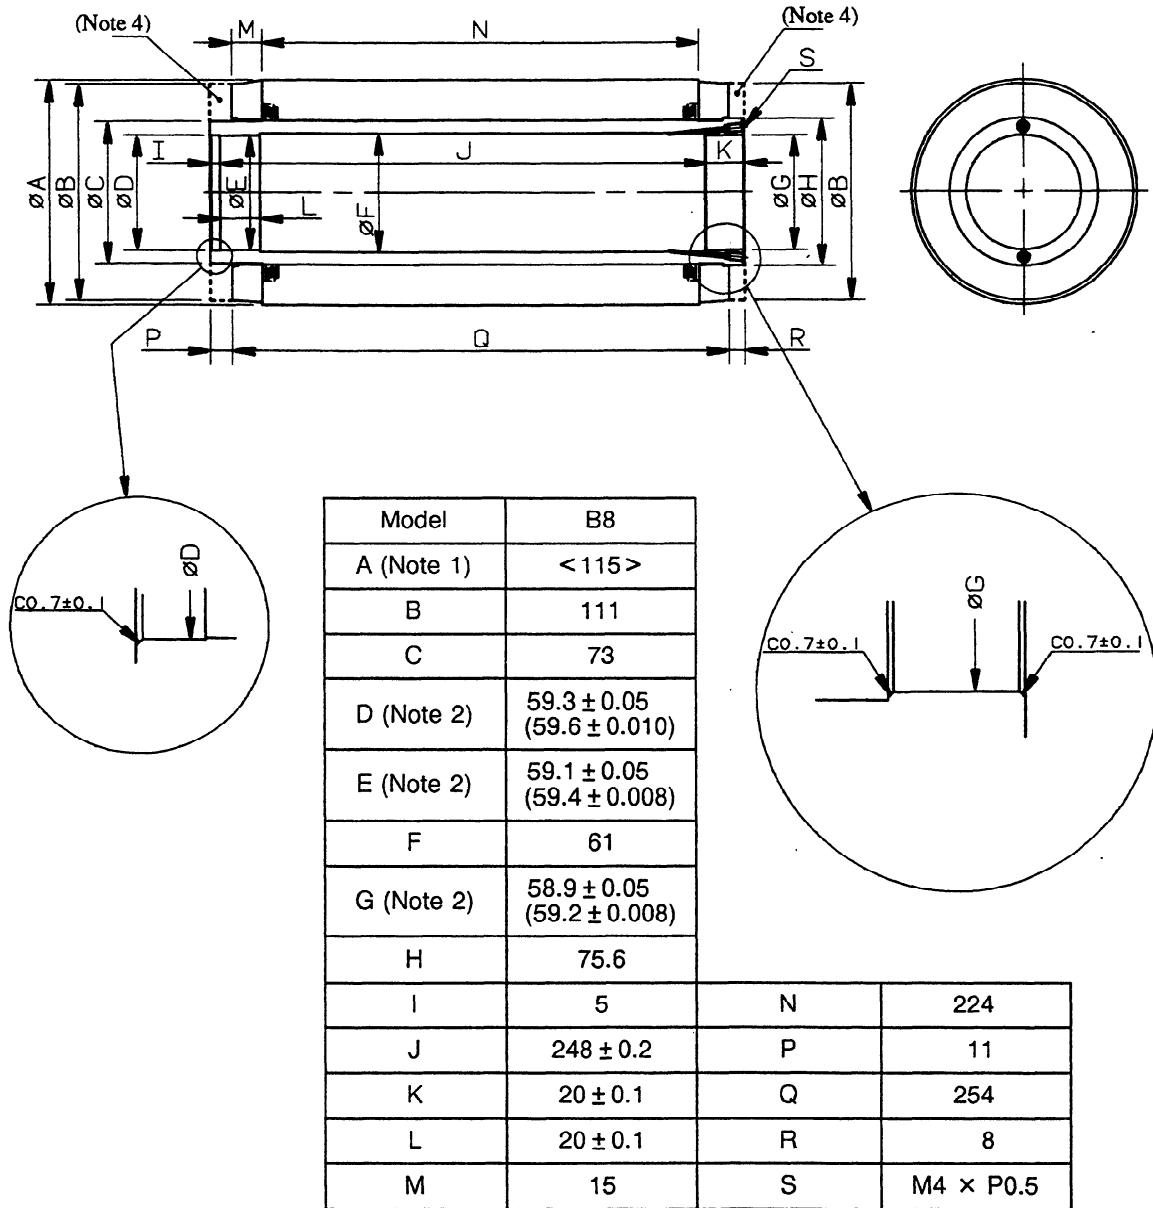 (Note 4)
M
N
(Note 4)
S
I
J
K
L
øA
øB
øC
øD
øE
øF
øG
øH
øB
P
Q
R
øD
C0.7±0.1
øG
C0.7±0.1
C0.7±0.1
Model B8
A (Note 1) <115>
B 111
C 73
D (Note 2) 59.3±0.05
(59.6±0.010)
E (Note 2) 59.1±0.05
(59.4±0.008)
F 61
G (Note 2) 58.9±0.05
(59.2±0.008)
H 75.6
I 5 N 224
J 248±0.2 P 11
K 20±0.1 Q 254
L 20±0.1 R 8
M 15 S M4 × P0.5